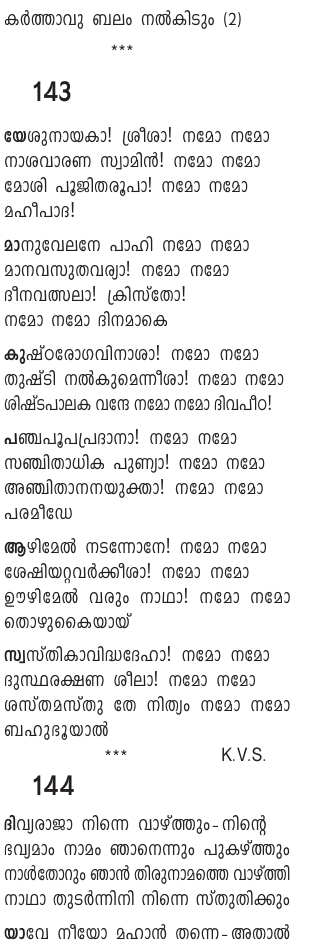 കർത്താവു ബലം നൽകിടും (2)
***
143
യേശുനായകാ! ശ്രീശാ! നമോ നമോ
നാശവാരണ സ്വാമിൻ! നമോ നമോ
മോശി പൂജിതരൂപാ! നമോ നമോ
മഹീപാദ!
മാനുവേലനേ പാഹി നമോ നമോ
മാനവസുതവര്യാ! നമോ നമോ
ദീനവത്സലാ! ക്രിസ്തോ!
നമോ നമോ ദിനമാകെ
കുഷ്ഠരോഗവിനാശാ! നമോ നമോ
തുഷ്ടി നൽകുമെന്നീശാ! നമോ നമോ
ശിഷ്ടപാലക വന്ദേ നമോ നമോ ദിവപീഠ!
പഞ്ചപൂപപ്രദാനാ! നമോ നമോ
സഞ്ചിതാധിക പുണ്യാ! നമോ നമോ
അഞ്ചിതാനനയുക്താ! നമോ നമോ
പരമീഡേ
ആഴിമേൽ നടന്നോനേ! നമോ നമോ
ശേഷിയറ്റവർക്കീശാ! നമോ നമോ
ഊഴിമേൽ വരും നാഥാ! നമോ നമോ
തൊഴുകൈയായ്
സ്വസ്തികാവിദ്ധദേഹാ! നമോ നമോ
ദുസ്ഥരക്ഷണ ശീലാ! നമോ നമോ
ശസ്തമസ്തു തേ നിത്യം നമോ നമോ
ബഹുഭൂയാൽ
*** K.V.S.
144
ദിവ്യരാജാ നിന്നെ വാഴ്ത്തും-നിന്റെ
ഭവ്യമാം നാമം ഞാനെന്നും പുകഴ്ത്തും
നാൾതോറും ഞാൻ തിരുനാമത്തെ വാഴ്ത്തി
നാഥാ തുടർന്നിനി നിന്നെ സ്തുതിക്കും
യാവേ നീയോ മഹാൻ തന്നെ-അതാൽ